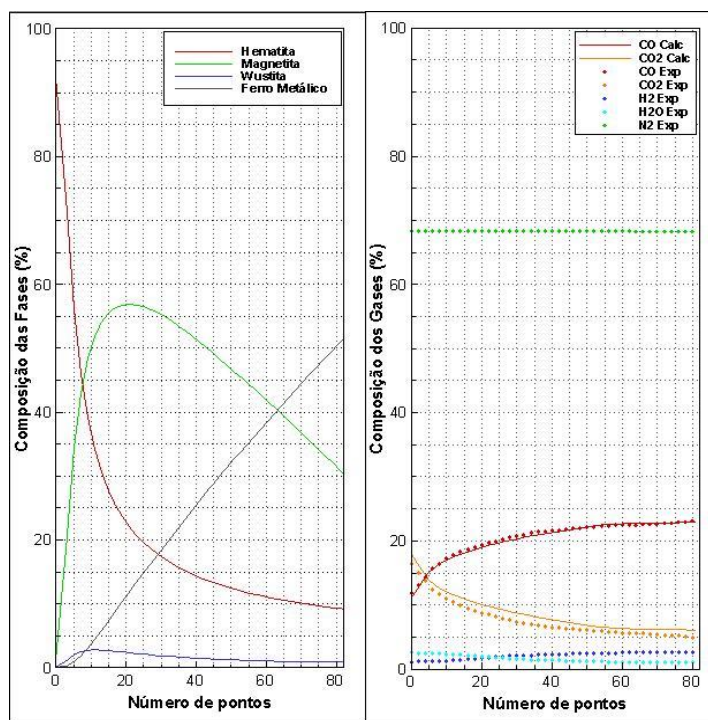 100
80
60
40
20
0
Composição das Fases (%)
Hematita
Magnetita
Wustita
Ferro Metálico
0 20 40 60 80
Número de pontos
100
80
60
40
20
0
Composição dos Gases (%)
CO Calc
CO2 Calc
CO Exp
CO2 Exp
H2 Exp
H2O Exp
N2 Exp
0 20 40 60 80
Número de pontos